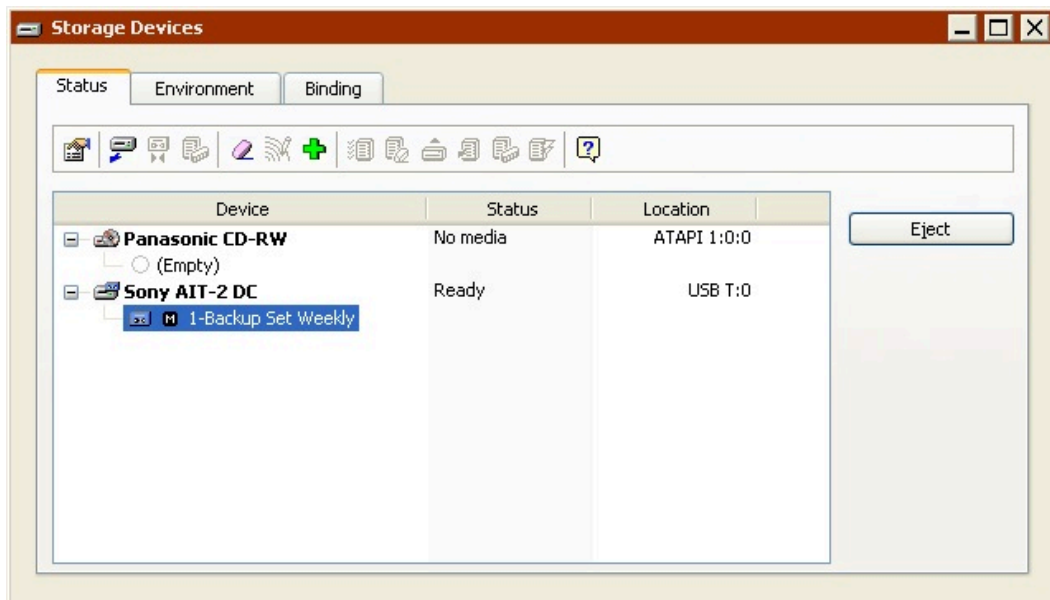 Storage Devices
Status Environment Binding
Device Status Location
Panasonic CD-RW No media ATAPI 1:0:0
Eject
(Empty)
Sony AIT-2 DC Ready USB T:0
M 1-Backup Set Weekly